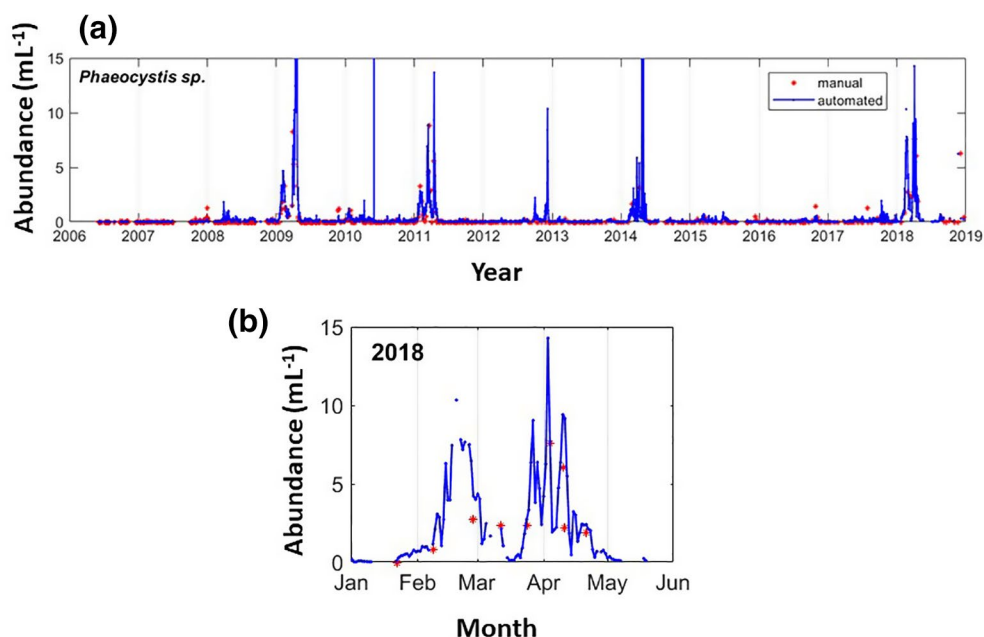 (a)
Abundance (mL-1)
15
10
5
0
Phaeocystis sp.
manual
automated
2006 2007 2008 2009 2010 2011 2012 2013 2014 2015 2016 2017 2018 2019
Year
(b)
Abundance (mL-1)
15
10
5
0
2018
Jan Feb Mar Apr May Jun
Month